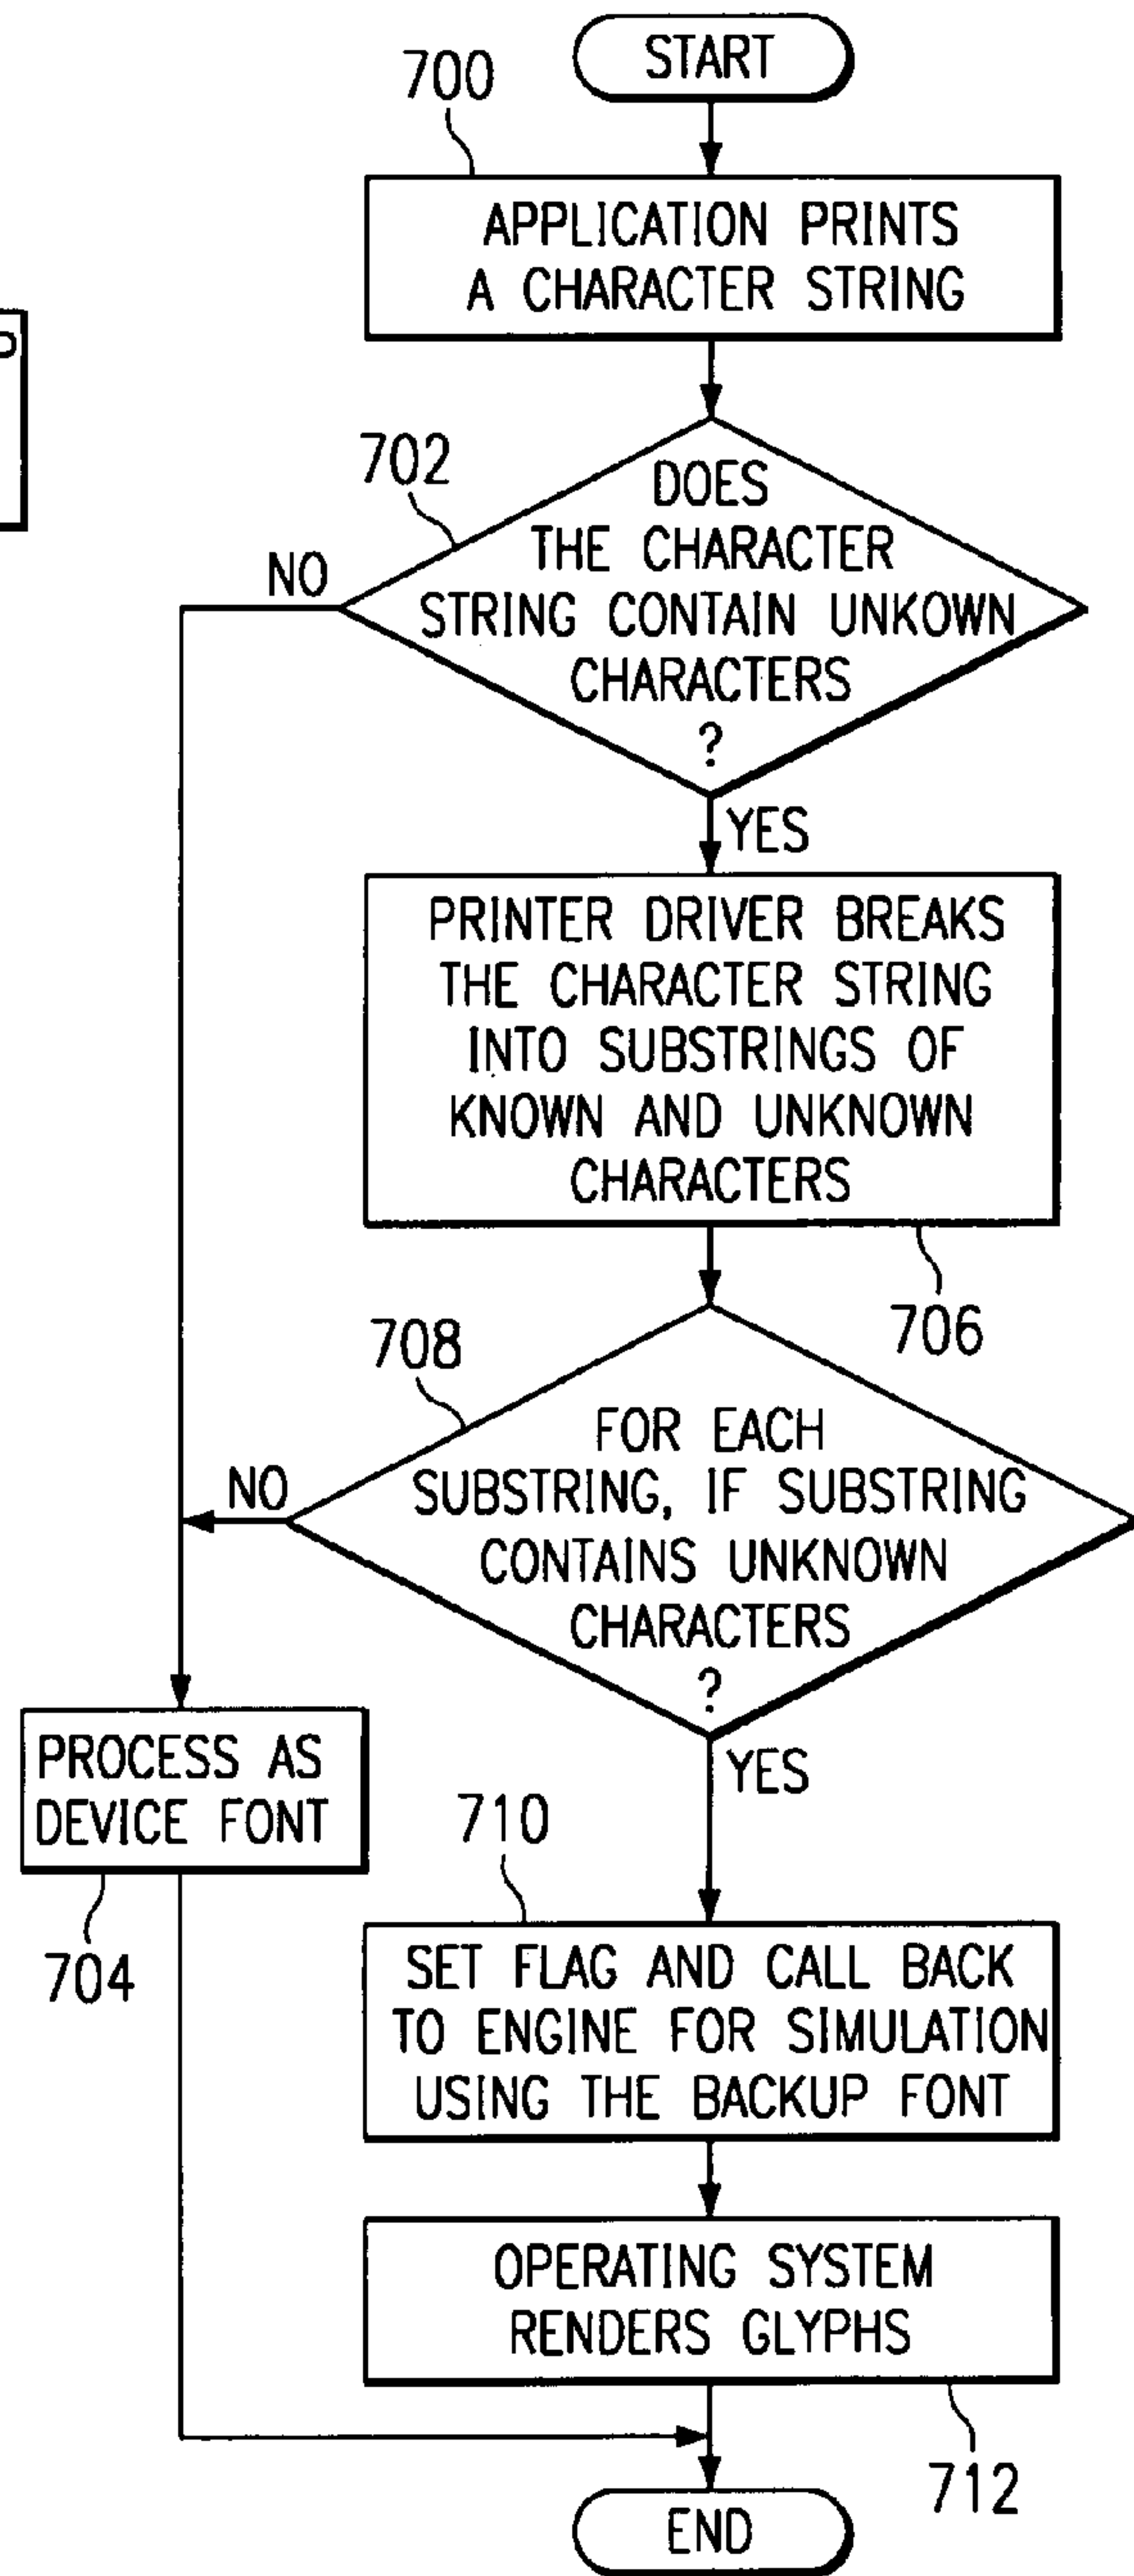 START
700
APPLICATION PRINTS
A CHARACTER STRING
702
DOES
THE CHARACTER
STRING CONTAIN UNKOWN
CHARACTERS
?
NO
YES
PRINTER DRIVER BREAKS
THE CHARACTER STRING
INTO SUBSTRINGS OF
KNOWN AND UNKNOWN
CHARACTERS
706
708
FOR EACH
SUBSTRING, IF SUBSTRING
CONTAINS UNKNOWN
CHARACTERS
?
NO
YES
PROCESS AS
DEVICE FONT
704
710
SET FLAG AND CALL BACK
TO ENGINE FOR SIMULATION
USING THE BACKUP FONT
OPERATING SYSTEM
RENDERS GLYPHS
712
END